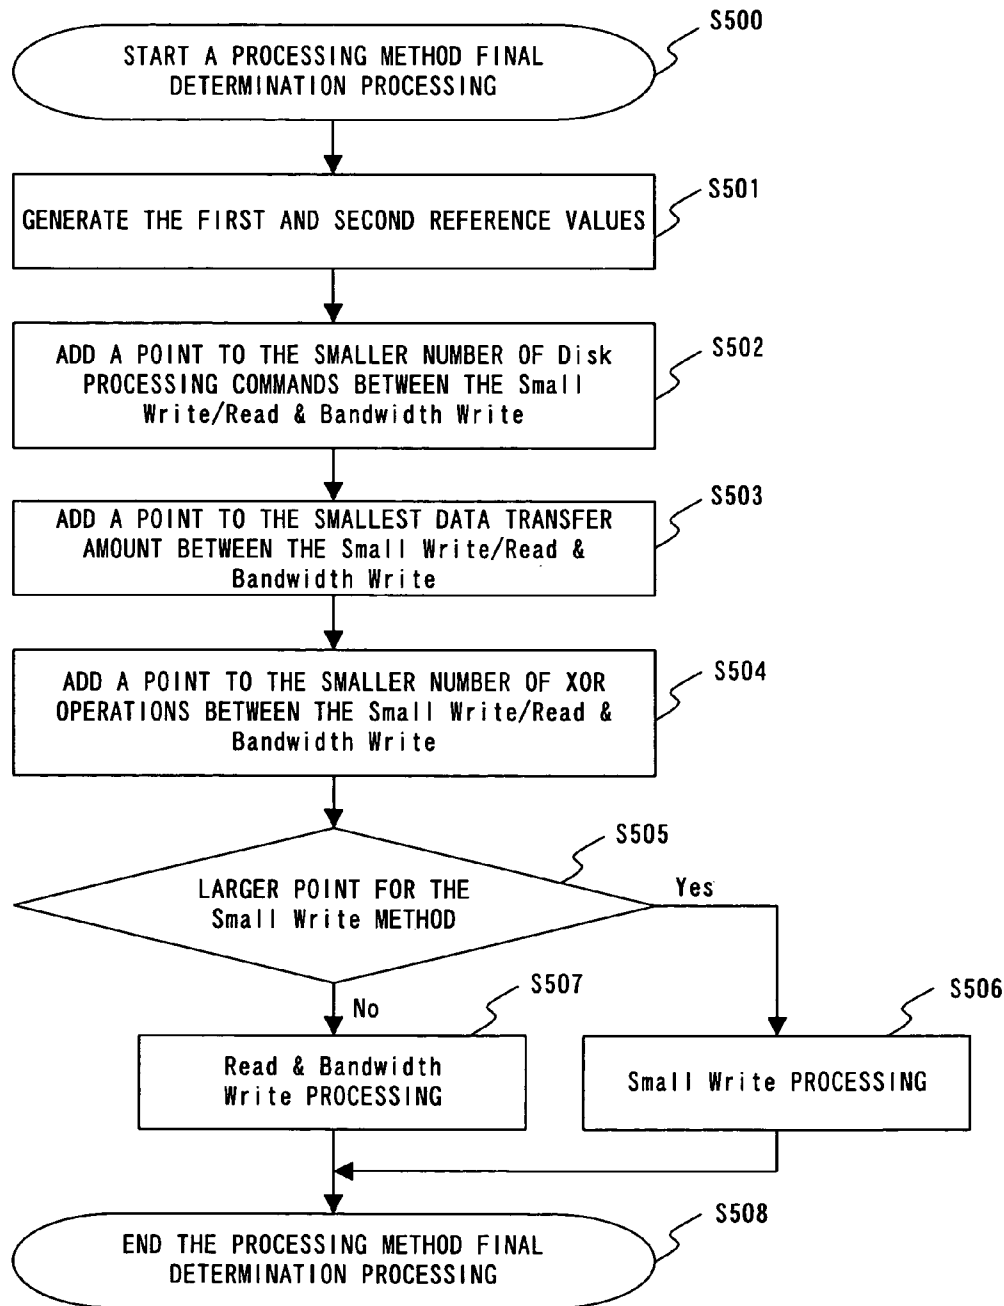 START A PROCESSING METHOD FINAL
DETERMINATION PROCESSING
S500
GENERATE THE FIRST AND SECOND REFERENCE VALUES
S501
ADD A POINT TO THE SMALLER NUMBER OF Disk
PROCESSING COMMANDS BETWEEN THE Small
Write/Read & Bandwidth Write
S502
ADD A POINT TO THE SMALLEST DATA TRANSFER
AMOUNT BETWEEN THE Small Write/Read &
Bandwidth Write
S503
ADD A POINT TO THE SMALLER NUMBER OF XOR
OPERATIONS BETWEEN THE Small Write/Read &
Bandwidth Write
S504
LARGER POINT FOR THE
Small Write METHOD
S505
Yes
No
Read & Bandwidth
Write PROCESSING
S507
Small Write PROCESSING
S506
END THE PROCESSING METHOD FINAL
DETERMINATION PROCESSING
S508